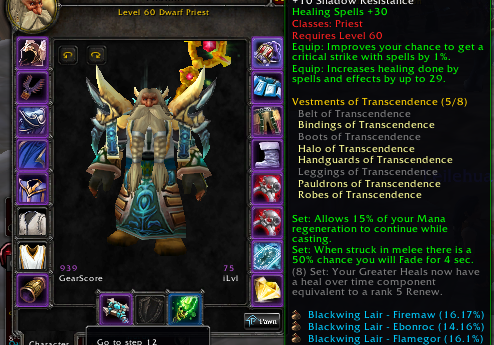 Level 60 Dwarf Priest
939
GearScore
75
iLvl
Pawn
Character
Go to step 12
+10 Shadow Resistance
Healing Spells +30
Classes: Priest
Requires Level 60
Equip: Improves your chance to get a
critical strike with spells by 1%.
Equip: Increases healing done by
spells and effects by up to 29.
Vestments of Transcendence (5/8)
Belt of Transcendence
Bindings of Transcendence
Boots of Transcendence
Halo of Transcendence
Handguards of Transcendence
Leggings of Transcendence
Pauldrons of Transcendence
Robes of Transcendence
Set: Allows 15% of your Mana
regeneration to continue while
casting.
Set: When struck in melee there is a
50% chance you will Fade for 4 sec.
(8) Set: Your Greater Heals now have
a heal over time component
equivalent to a rank 5 Renew.
Blackwing Lair - Firemaw (16.17%)
Blackwing Lair - Ebonroc (14.16%)
Blackwing Lair - Flamegor (16.1%)